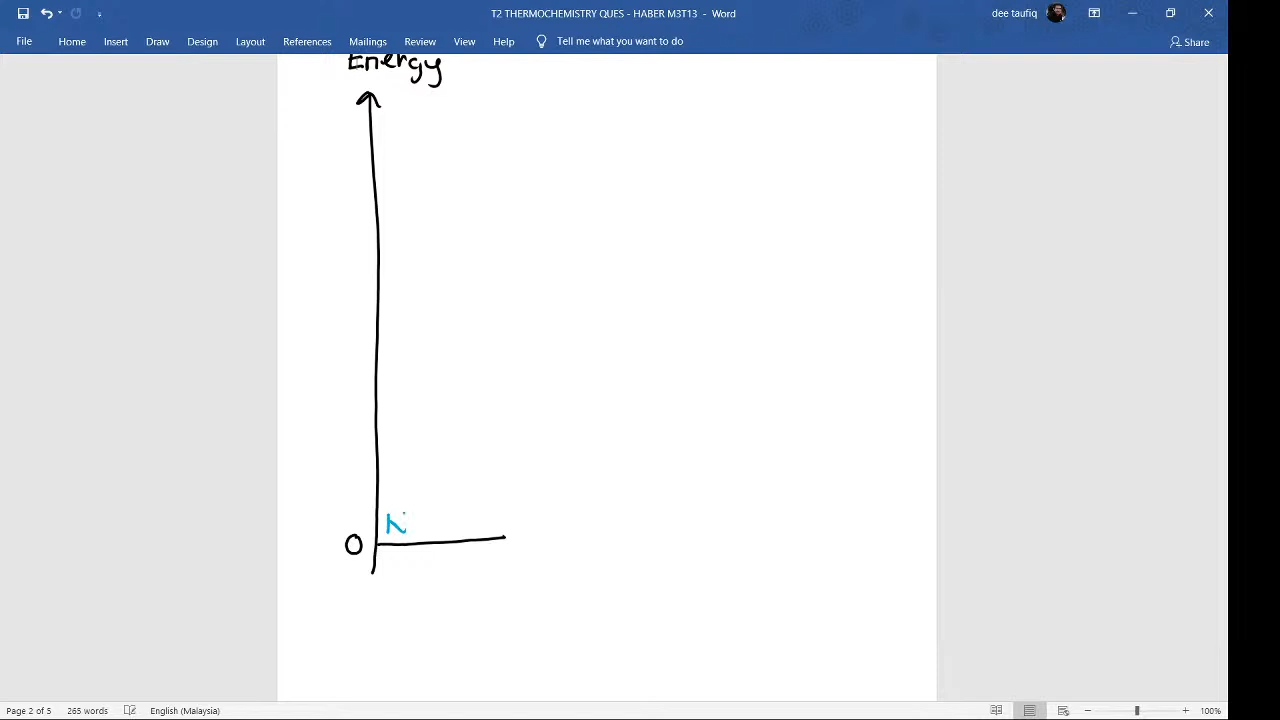 T2 THERMOCHEMISTRY QUES - HABER M3T13 - Word
dee taufiq
File Home Insert Draw Design Layout References Mailings Review View Help Tell me what you want to do
Share
Energy
0
Page 2 of 5 265 words English (Malaysia)
100%